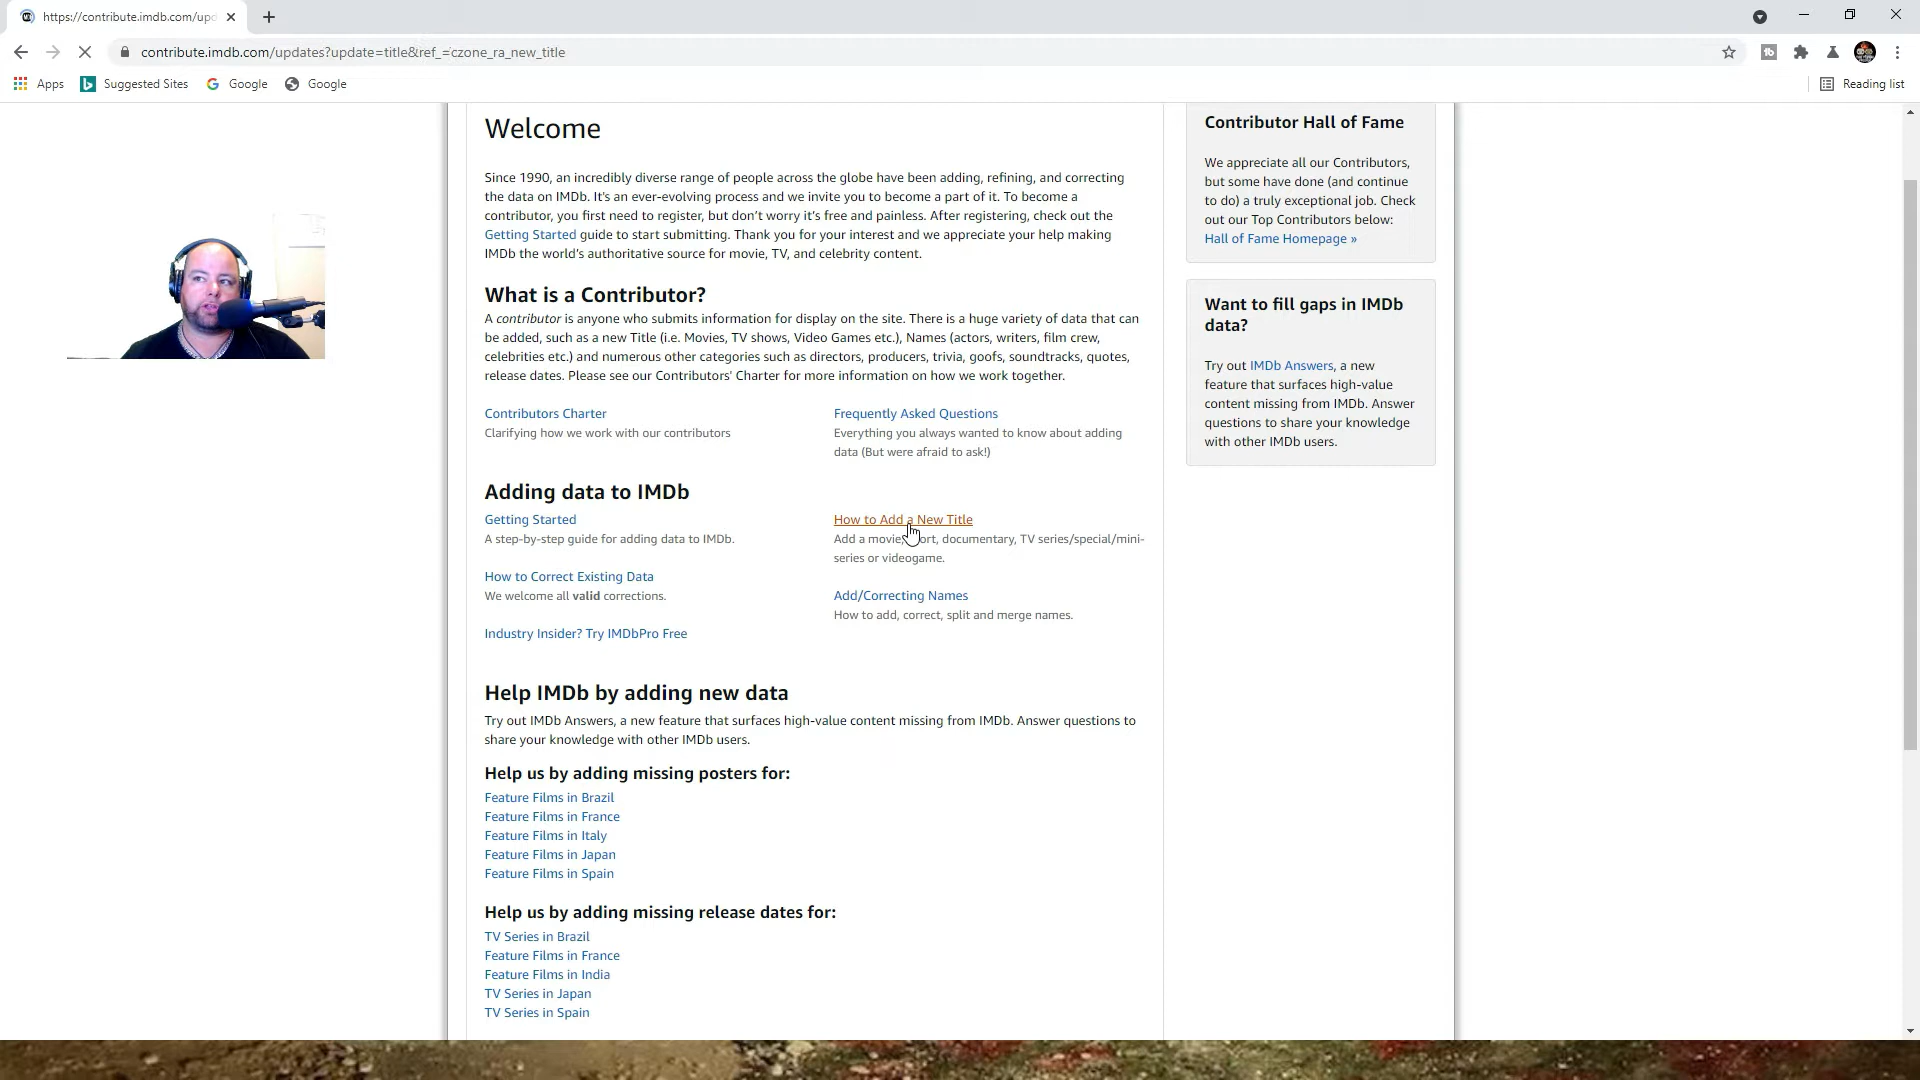 https://contribute.imdb.com/upd
contribute.imdb.com/updates?update=title&ref_=czone_ra_new_title
Apps Suggested Sites Google Google Reading list
Welcome
Since 1990, an incredibly diverse range of people across the globe have been adding, refining, and correcting
the data on IMDb. It's an ever-evolving process and we invite you to become a part of it. To become a
contributor, you first need to register, but don't worry it's free and painless. After registering, check out the
Getting Started guide to start submitting. Thank you for your interest and we appreciate your help making
IMDb the world's authoritative source for movie, TV, and celebrity content.
What is a Contributor?
A contributor is anyone who submits information for display on the site. There is a huge variety of data that can
be added, such as a new Title (i.e. Movies, TV shows, Video Games etc.), Names (actors, writers, film crew,
celebrities etc.) and numerous other categories such as directors, producers, trivia, goofs, soundtracks, quotes,
release dates. Please see our Contributors' Charter for more information on how we work together.
Contributors Charter
Clarifying how we work with our contributors
Frequently Asked Questions
Everything you always wanted to know about adding
data (But were afraid to ask!)
Adding data to IMDb
Getting Started
A step-by-step guide for adding data to IMDb.
How to Correct Existing Data
We welcome all valid corrections.
Industry Insider? Try IMDbPro Free
How to Add a New Title
Add a movie, short, documentary, TV series/special/mini-
series or videogame.
Add/Correcting Names
How to add, correct, split and merge names.
Help IMDb by adding new data
Try out IMDb Answers, a new feature that surfaces high-value content missing from IMDb. Answer questions to
share your knowledge with other IMDb users.
Help us by adding missing posters for:
Feature Films in Brazil
Feature Films in France
Feature Films in Italy
Feature Films in Japan
Feature Films in Spain
Help us by adding missing release dates for:
TV Series in Brazil
Feature Films in France
Feature Films in India
TV Series in Japan
TV Series in Spain
Contributor Hall of Fame
We appreciate all our Contributors,
but some have done (and continue
to do) a truly exceptional job. Check
out our Top Contributors below:
Hall of Fame Homepage »
Want to fill gaps in IMDb
data?
Try out IMDb Answers, a new
feature that surfaces high-value
content missing from IMDb. Answer
questions to share your knowledge
with other IMDb users.